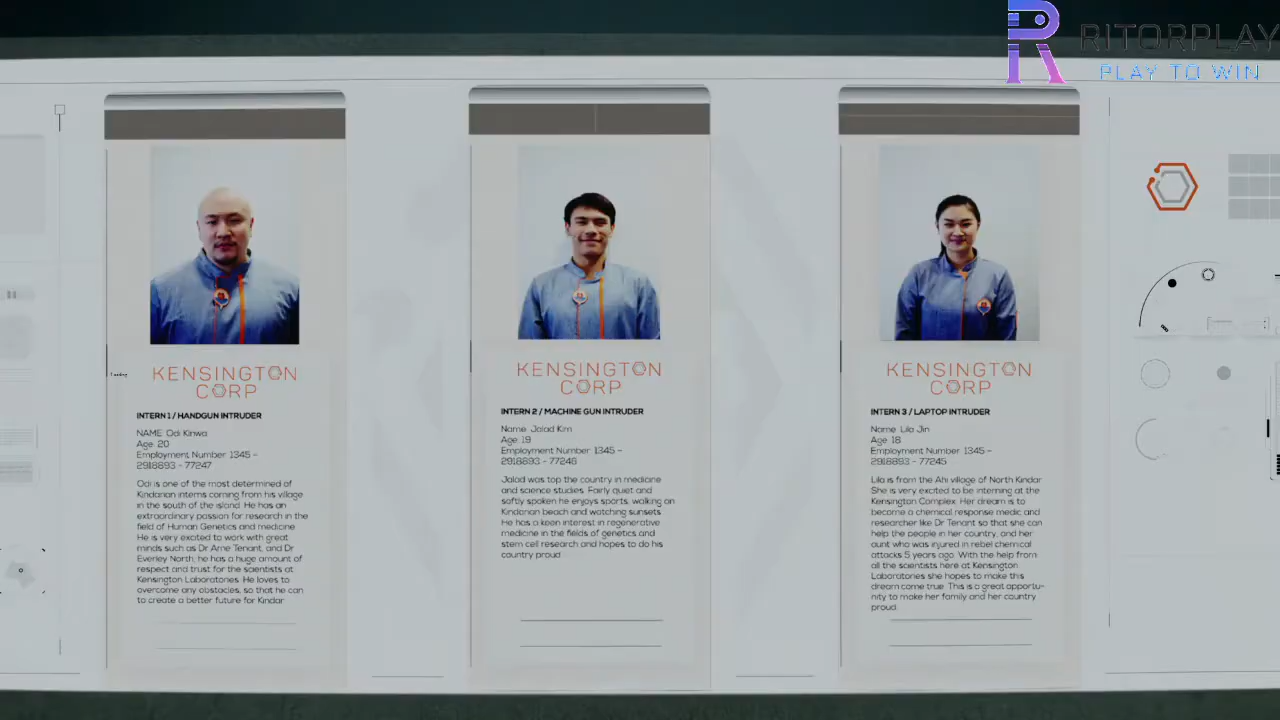 RITORPLAY
PLAY TO WIN
Loading
KENSINGTON
CORP
INTERN 1 / HANDGUN INTRUDER
NAME: Odi Kinwa
Age: 20
Employment Number 1345 –
2918893 - 77247
Odi is one of the most determined of
Kindarian interns coming from his village
in the south of the island. He has an
extraordinary passion for research in the
field of Human Genetics and medicine.
He is very excited to work with great
minds such as Dr Arne Tenant, and Dr
Everley North, he has a huge amount of
respect and trust for the scientists at
Kensington Laboratories. He loves to
overcome any obstacles, so that he can
to create a better future for Kindar
KENSINGTON
CORP
INTERN 2 / MACHINE GUN INTRUDER
Name: Jalad Kim
Age: 19
Employment Number 1345 –
2918893 - 77246
Jalad was top the country in medicine
and science studies. Fairly quiet and
softly spoken he enjoys sports, walking on
Kindarian beach and watching sunsets.
He has a keen interest in regenerative
medicine in the fields of genetics and
stem cell research and hopes to do his
country proud
KENSINGTON
CORP
INTERN 3 / LAPTOP INTRUDER
Name: Lila Jin
Age: 18
Employment Number 1345 –
2918893 - 77245
Lila is from the Ahi village of North Kindar
She is very excited to be interning at the
Kensington Complex. Her dream is to
become a chemical response medic and
researcher like Dr Tenant so that she can
help the people in her country, and her
aunt who was injured in rebel chemical
attacks 5 years ago. With the help from
all the scientists here at Kensington
Laboratories she hopes to make this
dream come true. This is a great opportu-
nity to make her family and her country
proud.